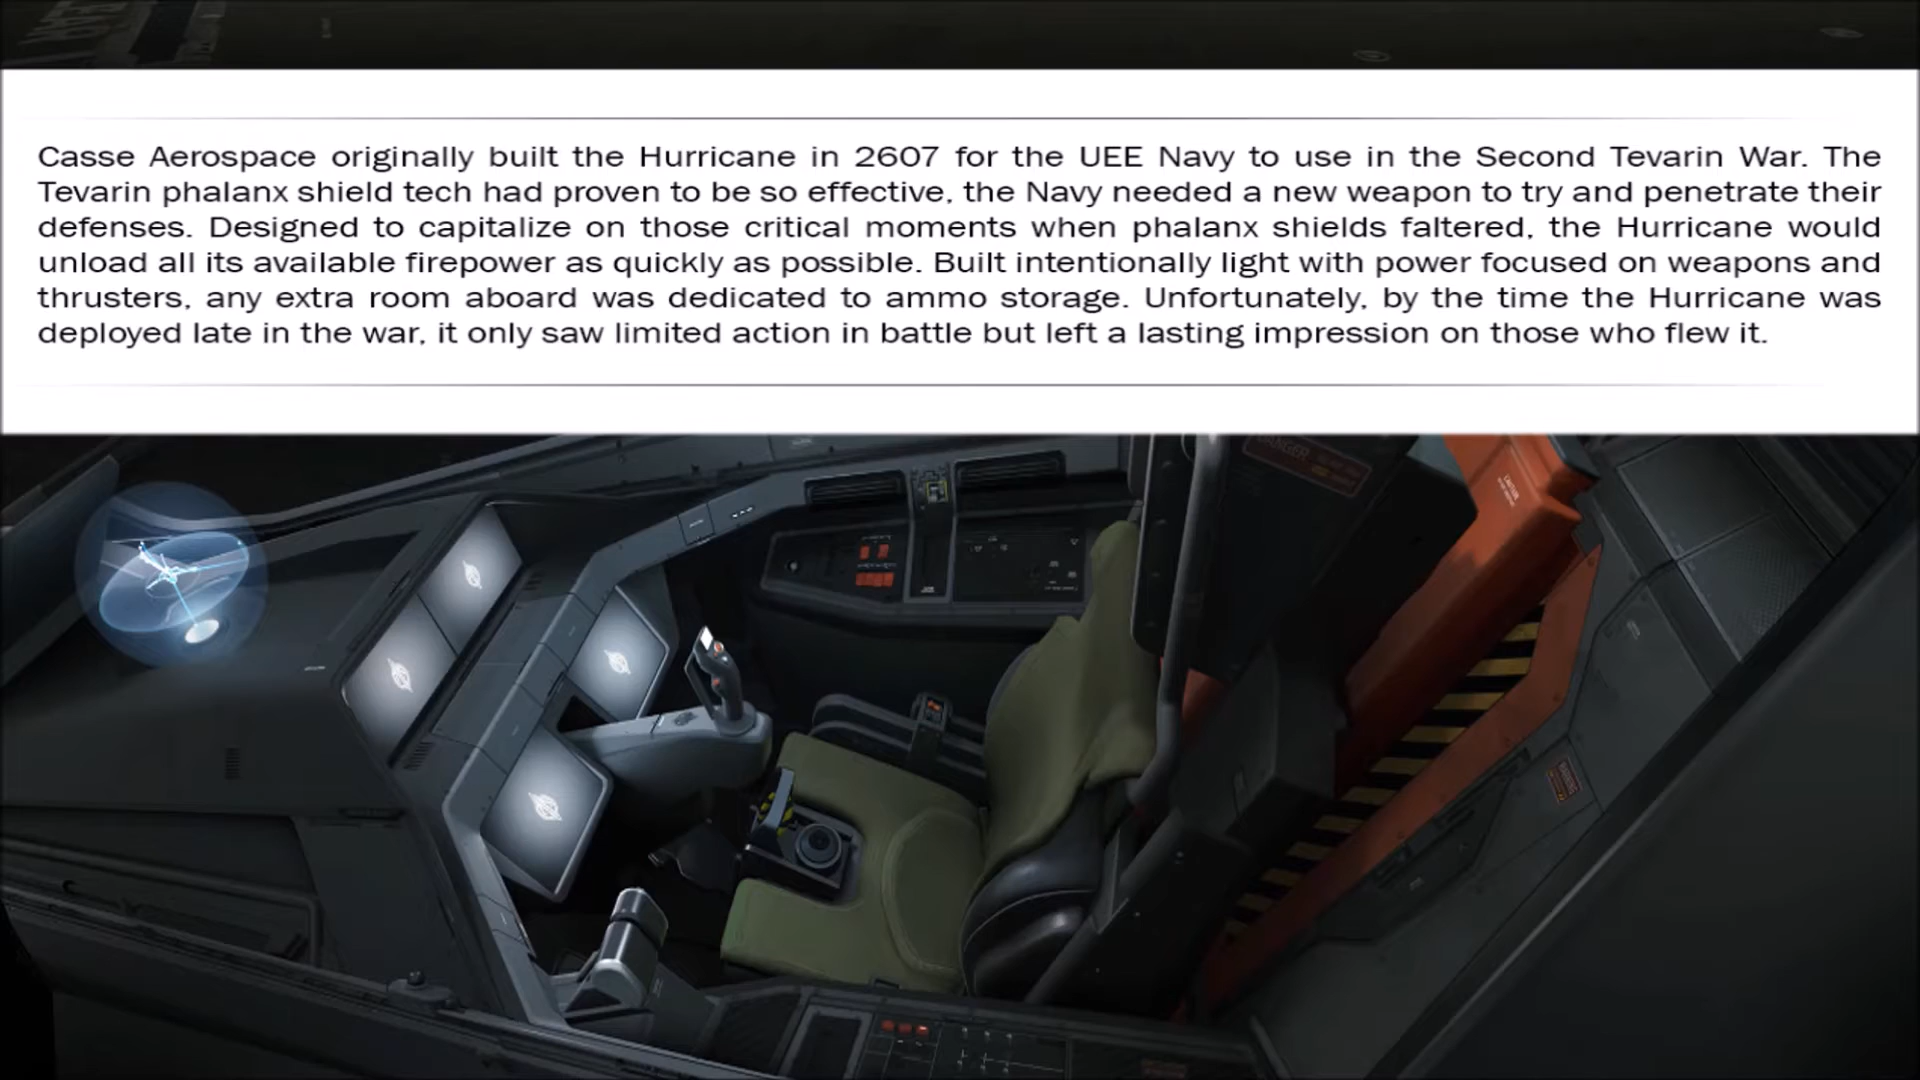 Casse Aerospace originally built the Hurricane in 2607 for the UEE Navy to use in the Second Tevarin War. The
Tevarin phalanx shield tech had proven to be so effective, the Navy needed a new weapon to try and penetrate their
defenses. Designed to capitalize on those critical moments when phalanx shields faltered, the Hurricane would
unload all its available firepower as quickly as possible. Built intentionally light with power focused on weapons and
thrusters, any extra room aboard was dedicated to ammo storage. Unfortunately, by the time the Hurricane was
deployed late in the war, it only saw limited action in battle but left a lasting impression on those who flew it.
DANGER
CAUTION